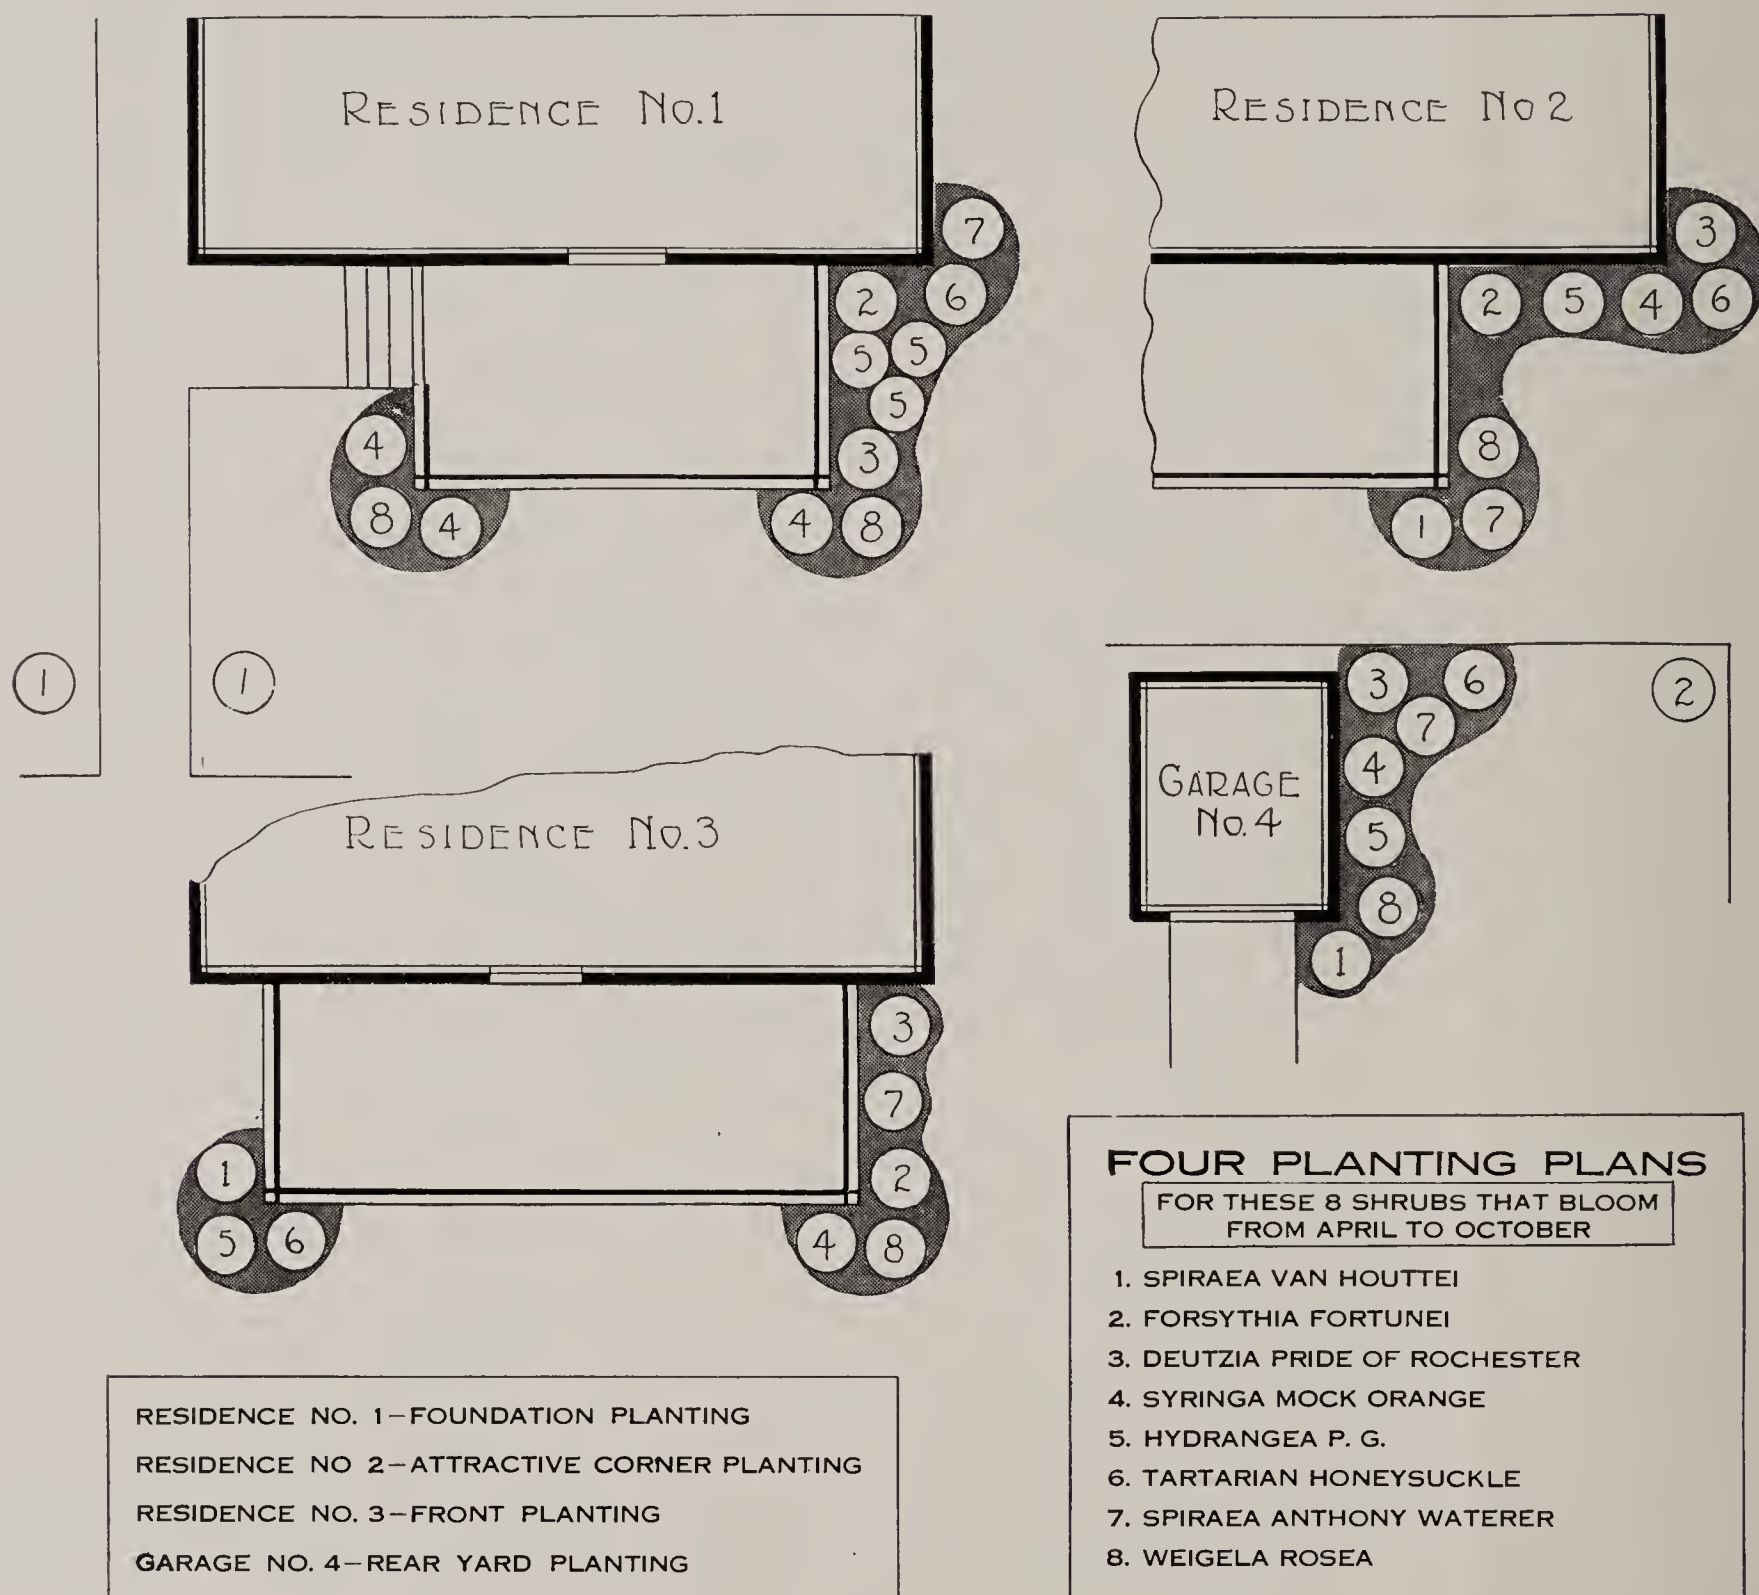 RESIDENCE No.1
7
2
6
5
5
5
3
4
8
4
8
4
1
1
RESIDENCE No 2
3
2
5
4
6
8
1
7
RESIDENCE No.3
3
7
2
4
8
1
5
6
GARAGE
No.4
3
6
7
4
5
8
1
2
RESIDENCE NO. 1–FOUNDATION PLANTING
RESIDENCE NO 2–ATTRACTIVE CORNER PLANTING
RESIDENCE NO. 3–FRONT PLANTING
GARAGE NO. 4–REAR YARD PLANTING
FOUR PLANTING PLANS
FOR THESE 8 SHRUBS THAT BLOOM
FROM APRIL TO OCTOBER
1. SPIRAEA VAN HOUTTEI
2. FORSYTHIA FORTUNEI
3. DEUTZIA PRIDE OF ROCHESTER
4. SYRINGA MOCK ORANGE
5. HYDRANGEA P. G.
6. TARTARIAN HONEYSUCKLE
7. SPIRAEA ANTHONY WATERER
8. WEIGELA ROSEA